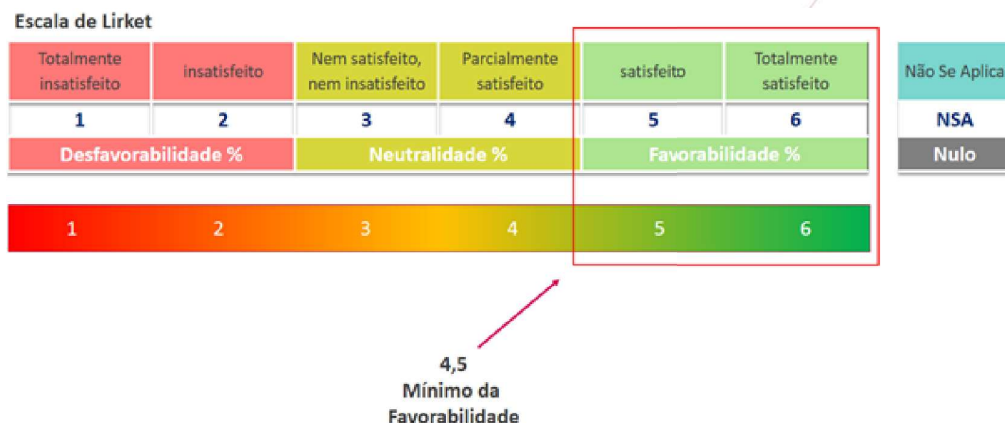 Escala de Lirket
Totalmente insatisfeito
insatisfeito
Nem satisfeito, nem insatisfeito
Parcialmente satisfeito
satisfeito
Totalmente satisfeito
Não Se Aplica
1 2 3 4 5 6 NSA
Desfavorabilidade % Neutralidade % Favorabilidade % Nulo
1 2 3 4 5 6
4,5
Mínimo da
Favorabilidade